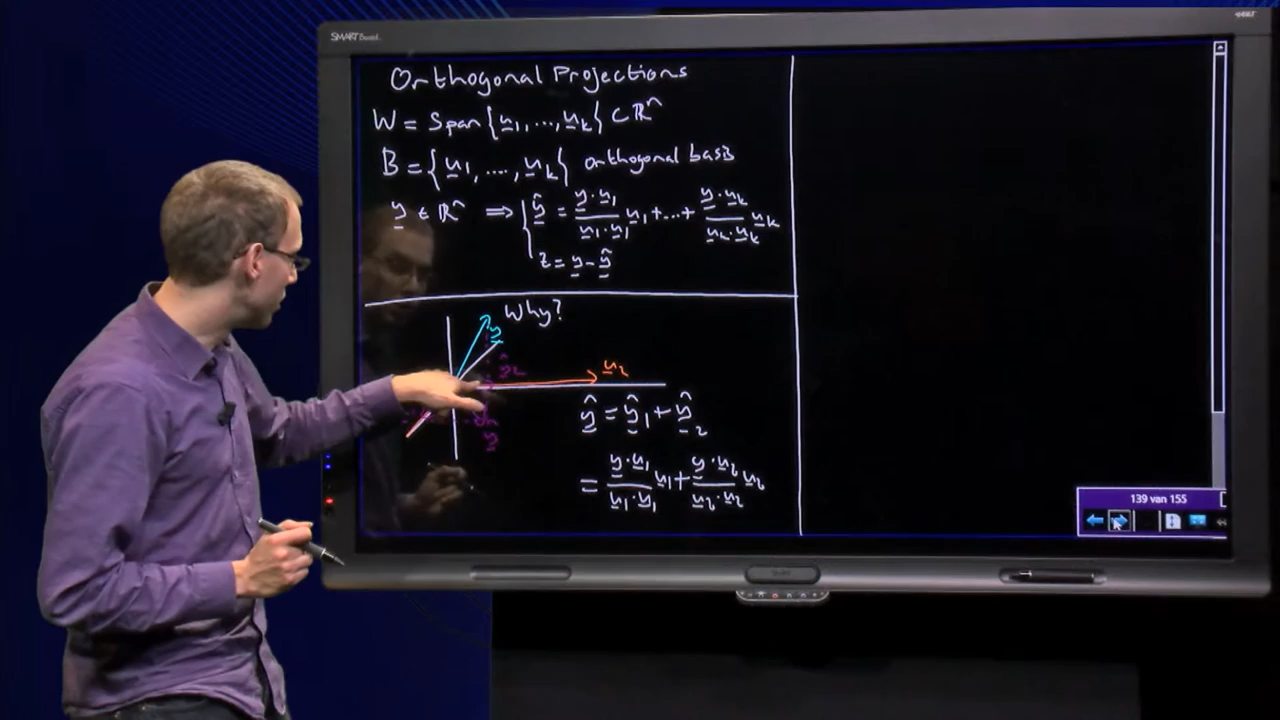 SMART Board
Orthogonal Projections
W = Span {u1, ..., uk} ⊂ ℝⁿ
B = {u1, ...., uk} orthogonal basis
y ∈ ℝⁿ ⇒ { ŷ = (y·u1)/(u1·u1) u1 + ... + (y·uk)/(uk·uk) uk
z = y - ŷ
Why?
y
ŷ2
u2
ŷ
ŷ = ŷ1 + ŷ2
= (y·u1)/(u1·u1) u1 + (y·u2)/(u2·u2) u2
139 van 155